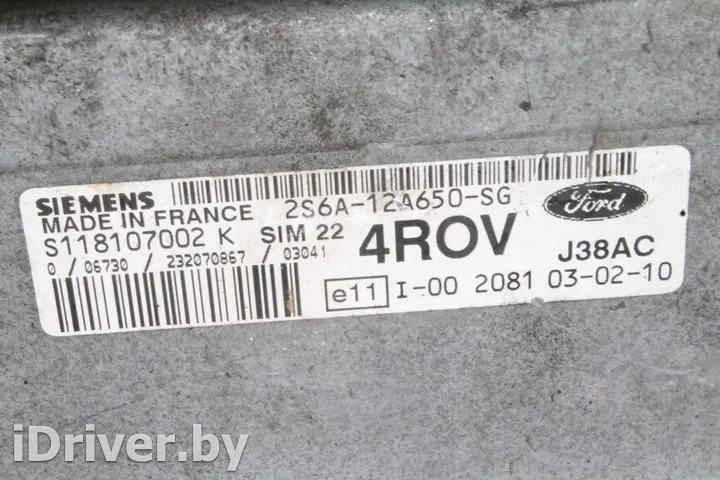 SIEMENS
MADE IN FRANCE
2S6A-12A650-SG
Ford
S118107002 K
SIM 22
4ROV
J38AC
0 / 06730 / 232070867 / 03041
e11 I-00 2081 03-02-10
iDriver.by